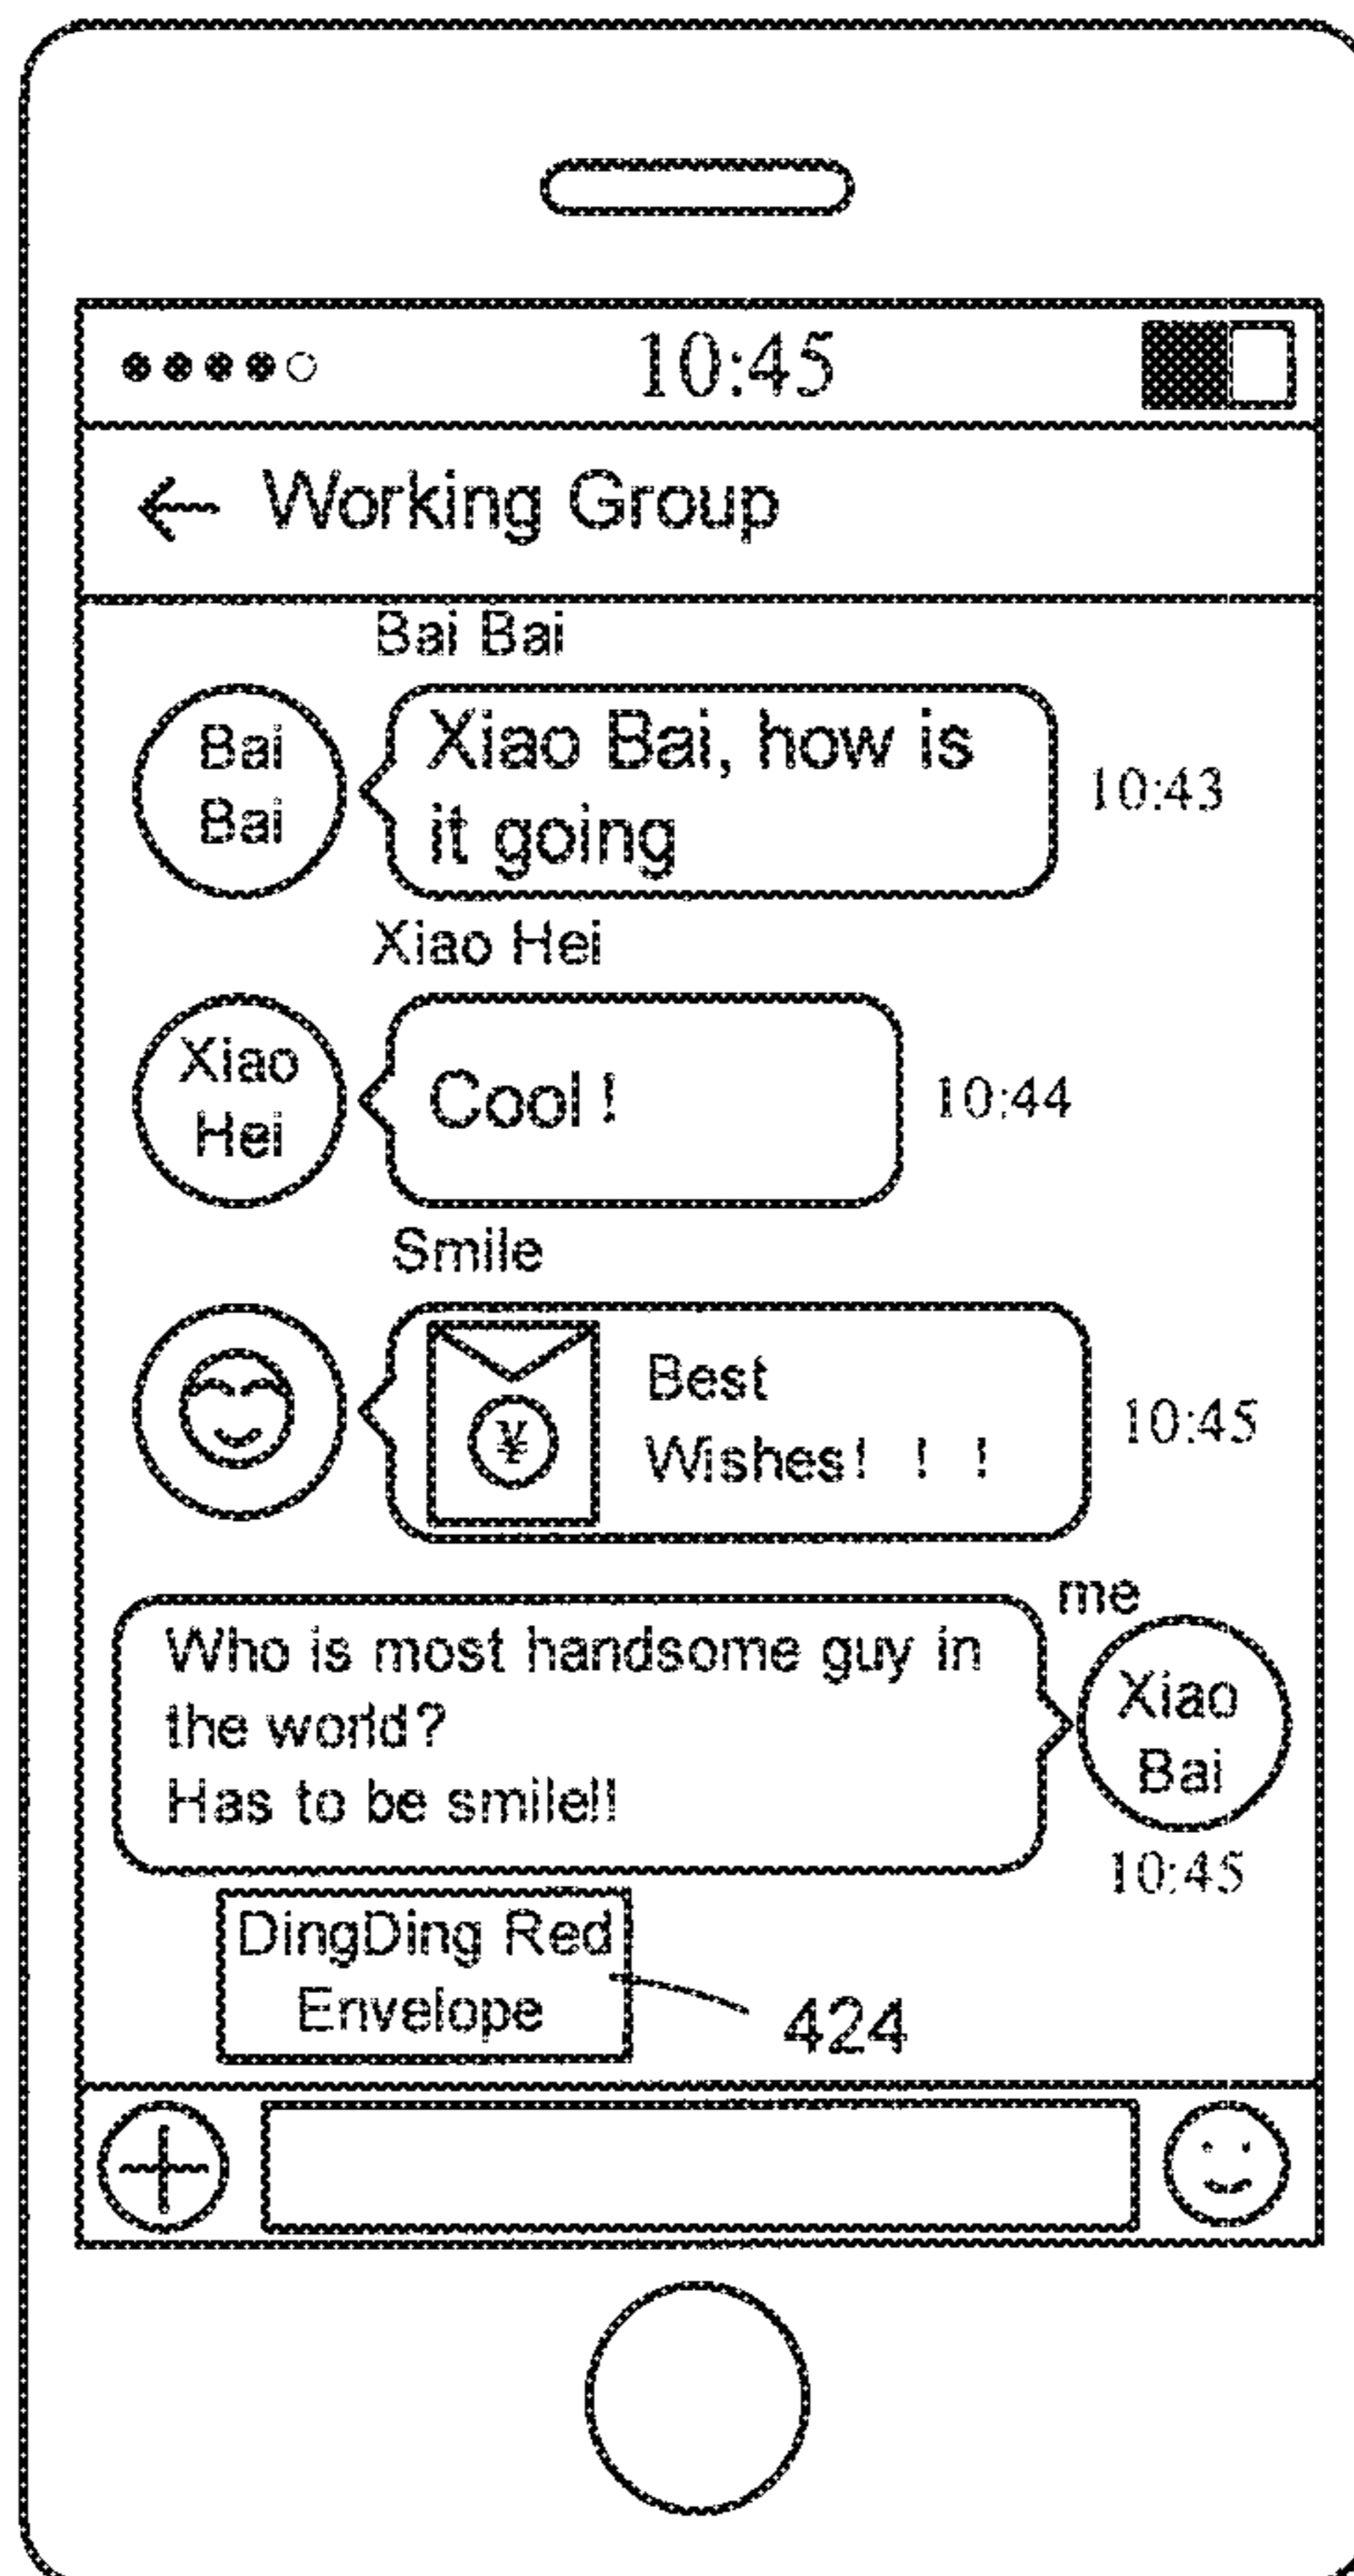 10:45
← Working Group
Bai Bai
Bai
Bai
Xiao Bai, how is
it going
10:43
Xiao Hei
Xiao
Hei
Cool !
10:44
Smile
¥
Best
Wishes! ! !
10:45
me
Who is most handsome guy in
the world?
Has to be smile!!
Xiao
Bai
10:45
DingDing Red
Envelope
424